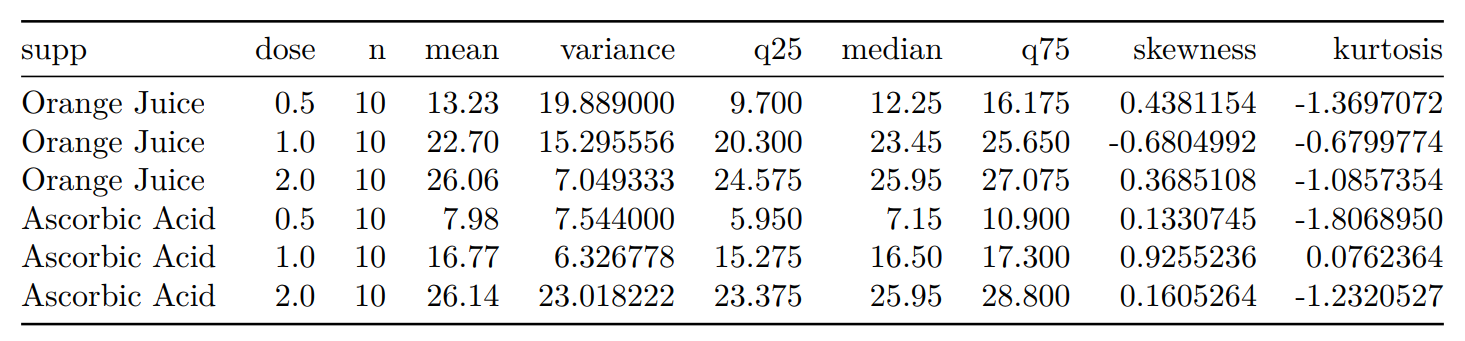 supp dose n mean variance q25 median q75 skewness kurtosis
Orange Juice 0.5 10 13.23 19.889000 9.700 12.25 16.175 0.4381154 -1.3697072
Orange Juice 1.0 10 22.70 15.295556 20.300 23.45 25.650 -0.6804992 -0.6799774
Orange Juice 2.0 10 26.06 7.049333 24.575 25.95 27.075 0.3685108 -1.0857354
Ascorbic Acid 0.5 10 7.98 7.544000 5.950 7.15 10.900 0.1330745 -1.8068950
Ascorbic Acid 1.0 10 16.77 6.326778 15.275 16.50 17.300 0.9255236 0.0762364
Ascorbic Acid 2.0 10 26.14 23.018222 23.375 25.95 28.800 0.1605264 -1.2320527